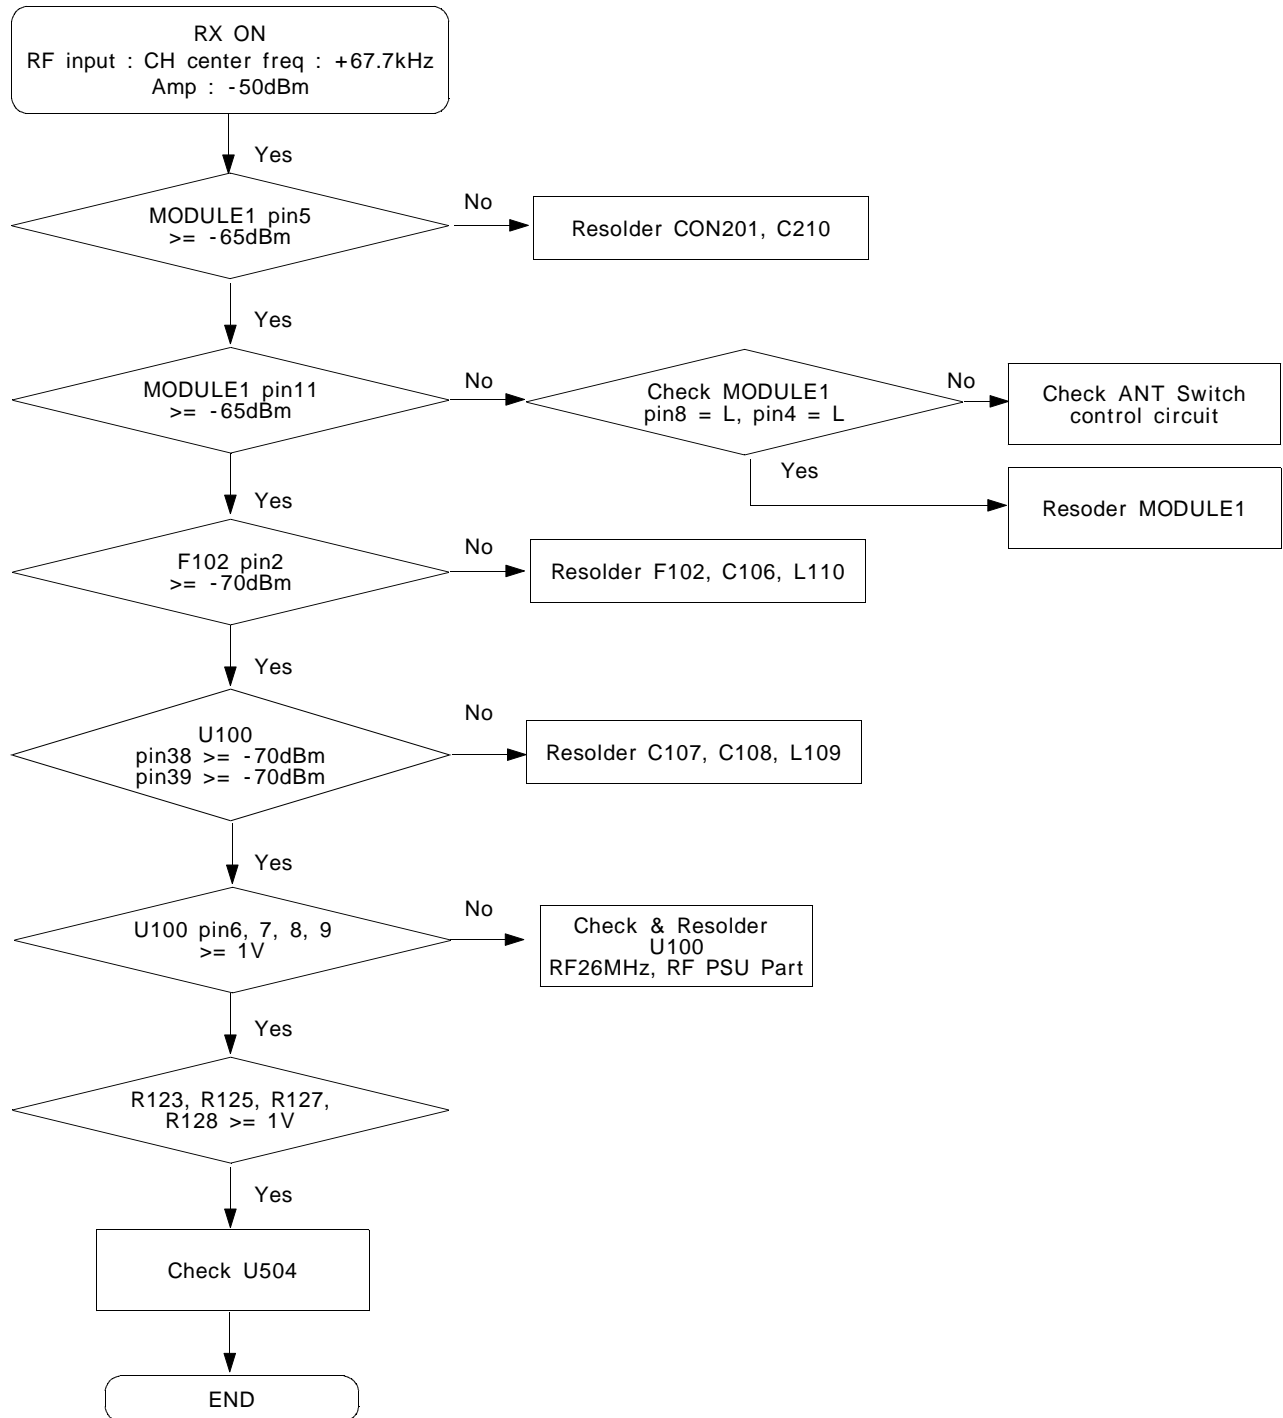 RX ON
RF input : CH center freq : +67.7kHz
Amp : -50dBm
Yes
MODULE1 pin5
>= -65dBm
No
Resolder CON201, C210
Yes
MODULE1 pin11
>= -65dBm
No
Check MODULE1
pin8 = L, pin4 = L
No
Check ANT Switch
control circuit
Yes
Resoder MODULE1
Yes
F102 pin2
>= -70dBm
No
Resolder F102, C106, L110
Yes
U100
pin38 >= -70dBm
pin39 >= -70dBm
No
Resolder C107, C108, L109
Yes
U100 pin6, 7, 8, 9
>= 1V
No
Check & Resolder
U100
RF26MHz, RF PSU Part
Yes
R123, R125, R127,
R128 >= 1V
Yes
Check U504
END